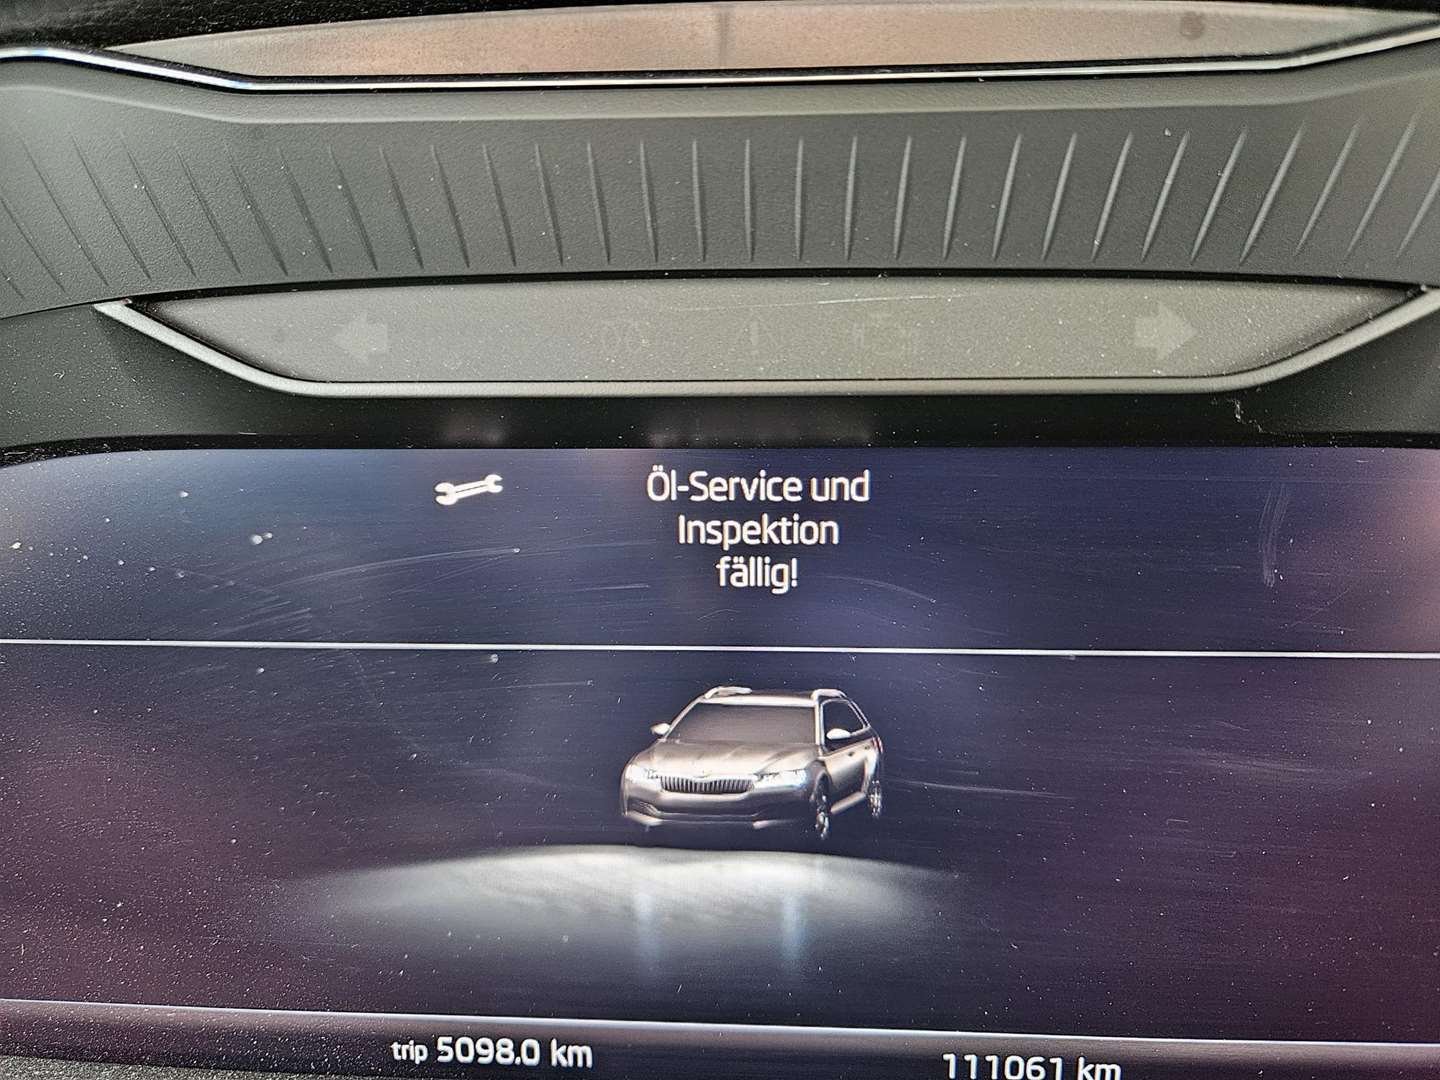 Öl-Service und
Inspektion
fällig!
trip 5098.0 km
111061 km